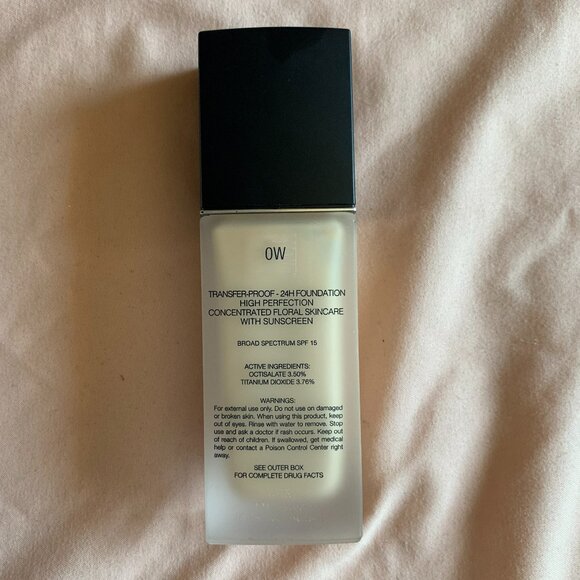 0W
TRANSFER-PROOF - 24H FOUNDATION
HIGH PERFECTION
CONCENTRATED FLORAL SKINCARE
WITH SUNSCREEN
BROAD SPECTRUM SPF 15
ACTIVE INGREDIENTS:
OCTISALATE 3.50%
TITANIUM DIOXIDE 3.76%
WARNINGS:
For external use only. Do not use on damaged
or broken skin. When using this product, keep
out of eyes. Rinse with water to remove. Stop
use and ask a doctor if rash occurs. Keep out
of reach of children. If swallowed, get medical
help or contact a Poison Control Center right
away.
SEE OUTER BOX
FOR COMPLETE DRUG FACTS